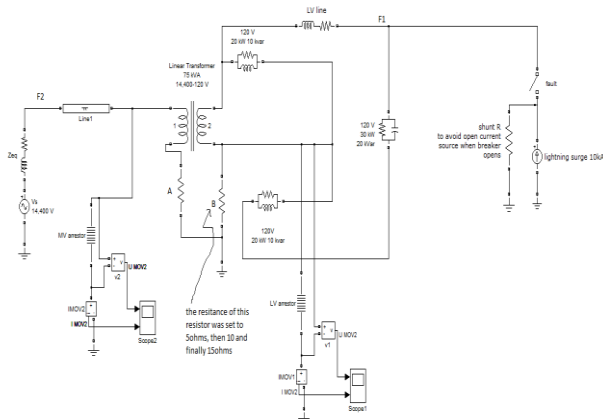 LV line
F1
120 V
20 kW 10 kvar
Linear Transformer
75 kVA
14,400-120 V
F2
Line1
1
2
120 V
30 kW
20 kVar
fault
Zeq
shunt R
to avoid open current
source when breaker
opens
lightning surge 10kA
A
B
Vs
14,400 V
120V
20 kW 10 kvar
MV arrestor
v
U MOV2
v2
the resitance of this
resistor was set to
5ohms, then 10 and
finally 15ohms
LV arrestor
IMOV2
I MOV2
Scope2
v
U MOV2
v1
IMOV1
I MOV2
Scope1